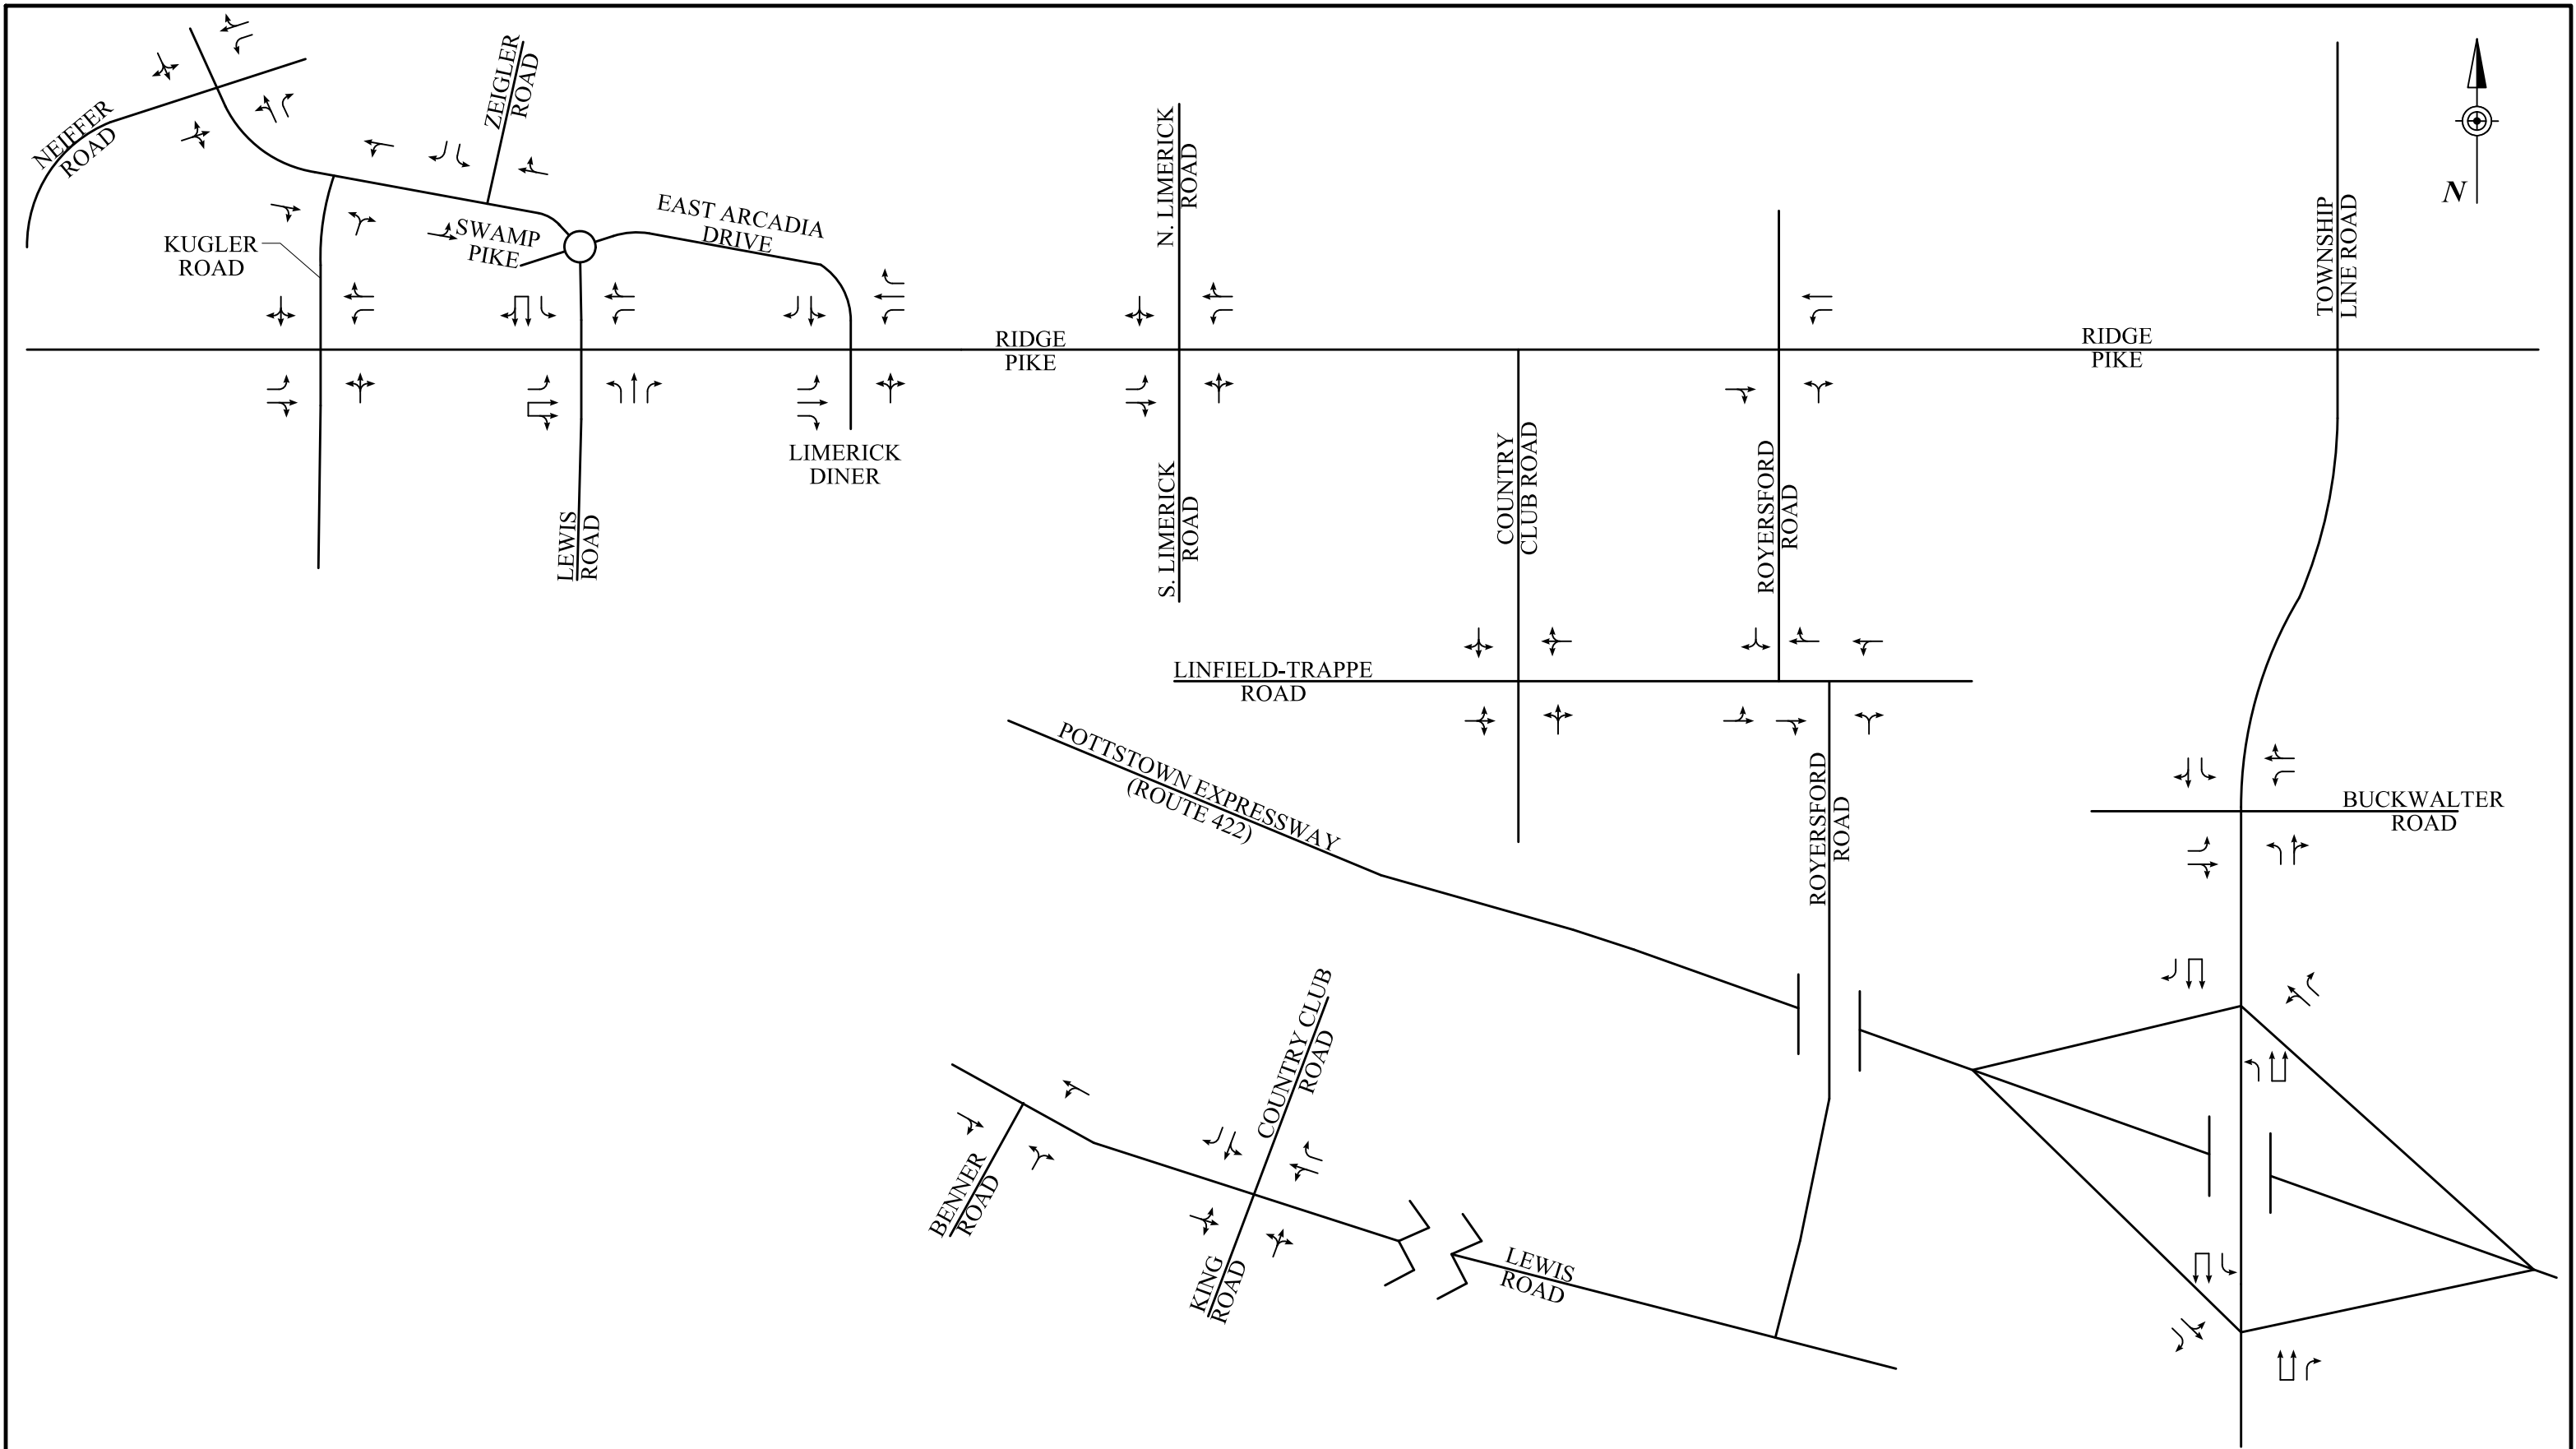 NEIFFER
ROAD
ZEIGLER
ROAD
KUGLER
ROAD
SWAMP
PIKE
EAST ARCADIA
DRIVE
N. LIMERICK
ROAD
TOWNSHIP
LINE ROAD
N
RIDGE
PIKE
RIDGE
PIKE
LEWIS
ROAD
LIMERICK
DINER
S. LIMERICK
ROAD
COUNTRY
CLUB ROAD
ROYERSFORD
ROAD
LINFIELD-TRAPPE
ROAD
POTTSTOWN EXPRESSWAY
(ROUTE 422)
ROYERSFORD
ROAD
BUCKWALTER
ROAD
BENNER
ROAD
COUNTRY CLUB
ROAD
KING
ROAD
LEWIS
ROAD